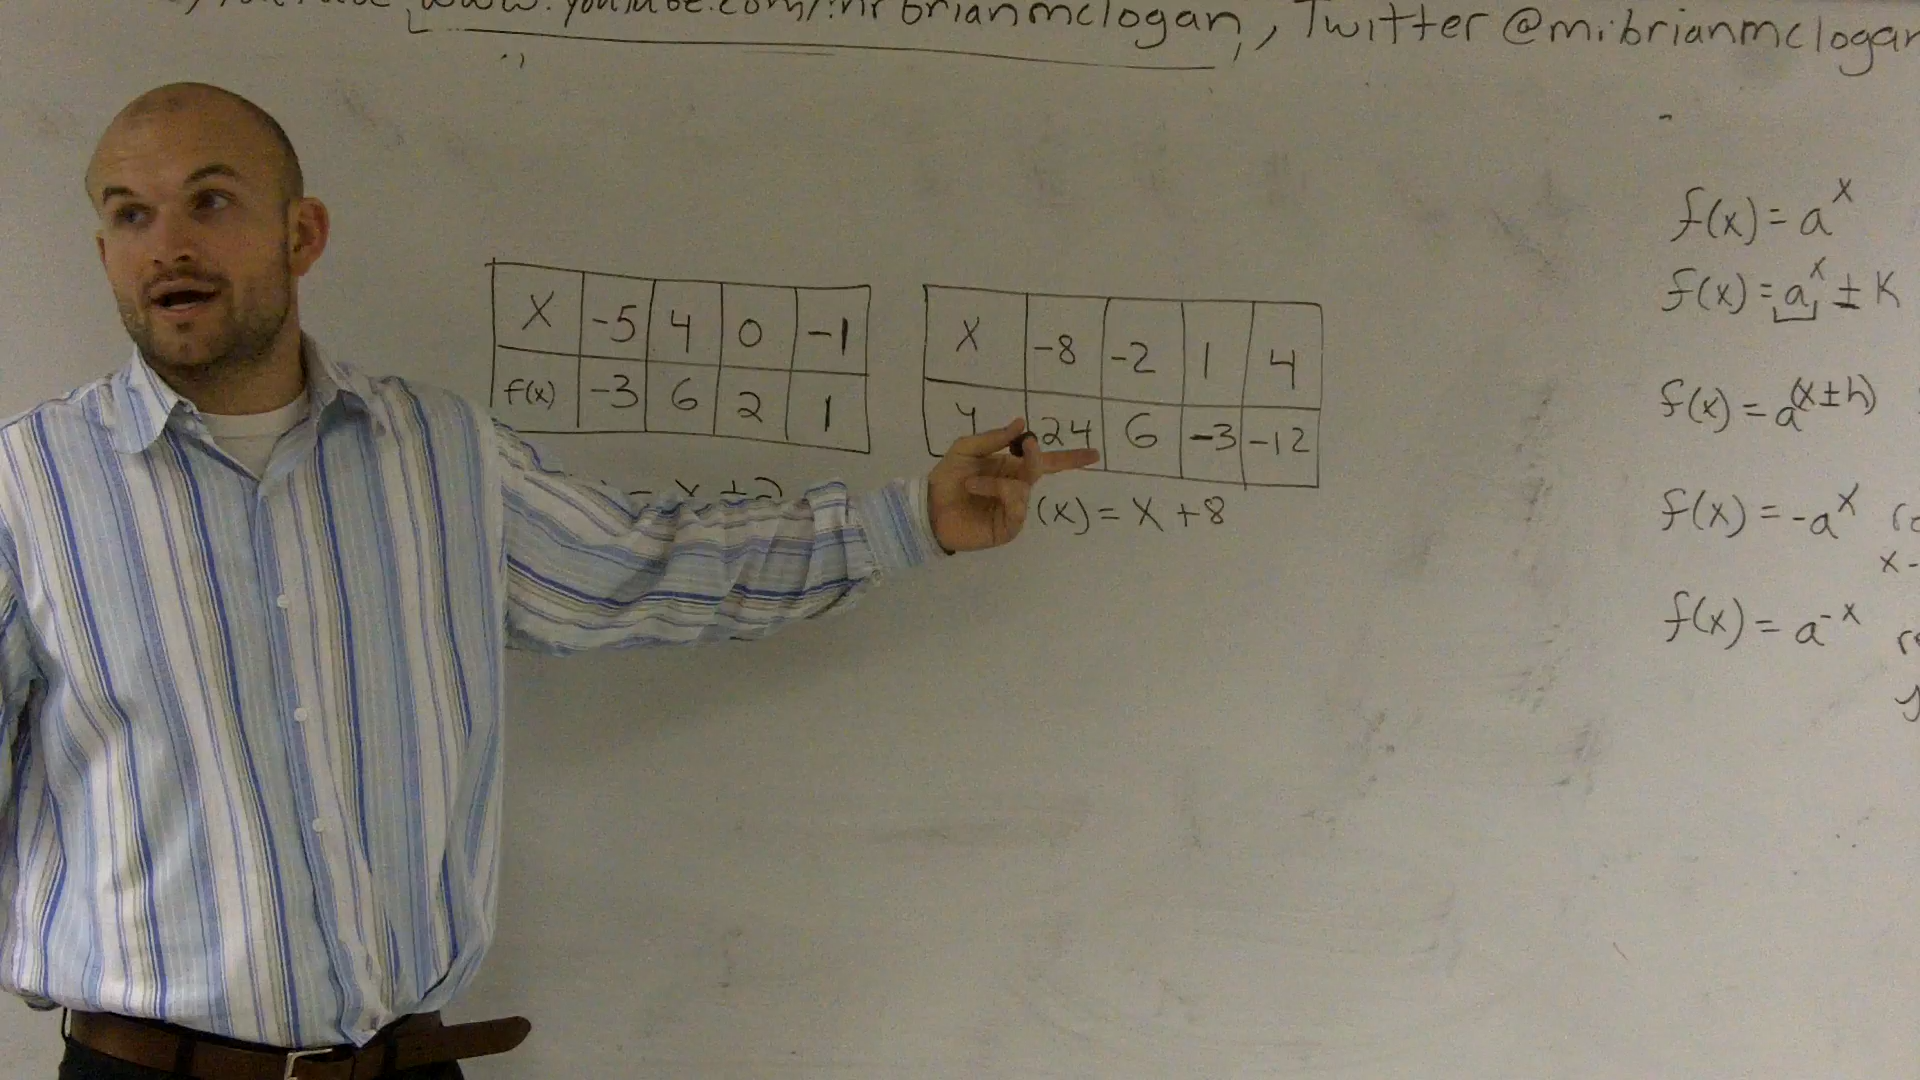 www.youtube.com/mrbrianmclogan, Twitter @mrbrianmclogan
X -5 4 0 -1
f(x) -3 6 2 1
X -8 -2 1 4
y 24 6 -3 -12
x + 2
(x) = x + 8
f(x) = a^x
f(x) = a^x ± K
f(x) = a^(x±h)
f(x) = -a^x
x -
f(x) = a^-x